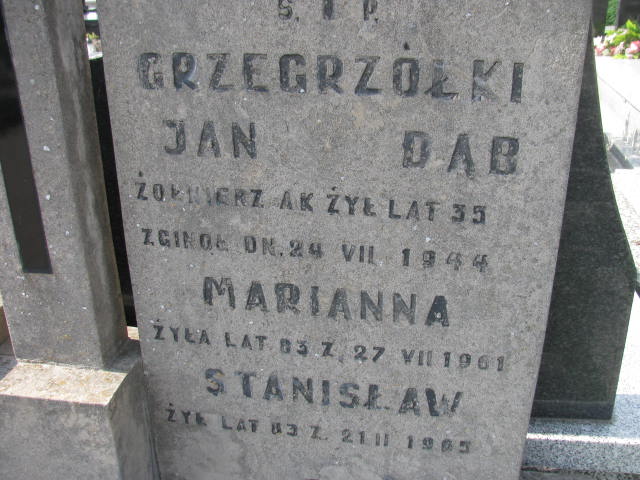 Ś. † P.
GRZEGRZÓŁKI
JAN DĄB
ŻOŁNIERZ AK ŻYŁ LAT 35
ZGINOŁ DN. 24 VII 1944
MARIANNA
ŻYŁA LAT 83 Z. 27 VII 1961
STANISŁAW
ŻYŁ LAT 83 Z. 21 II 1965